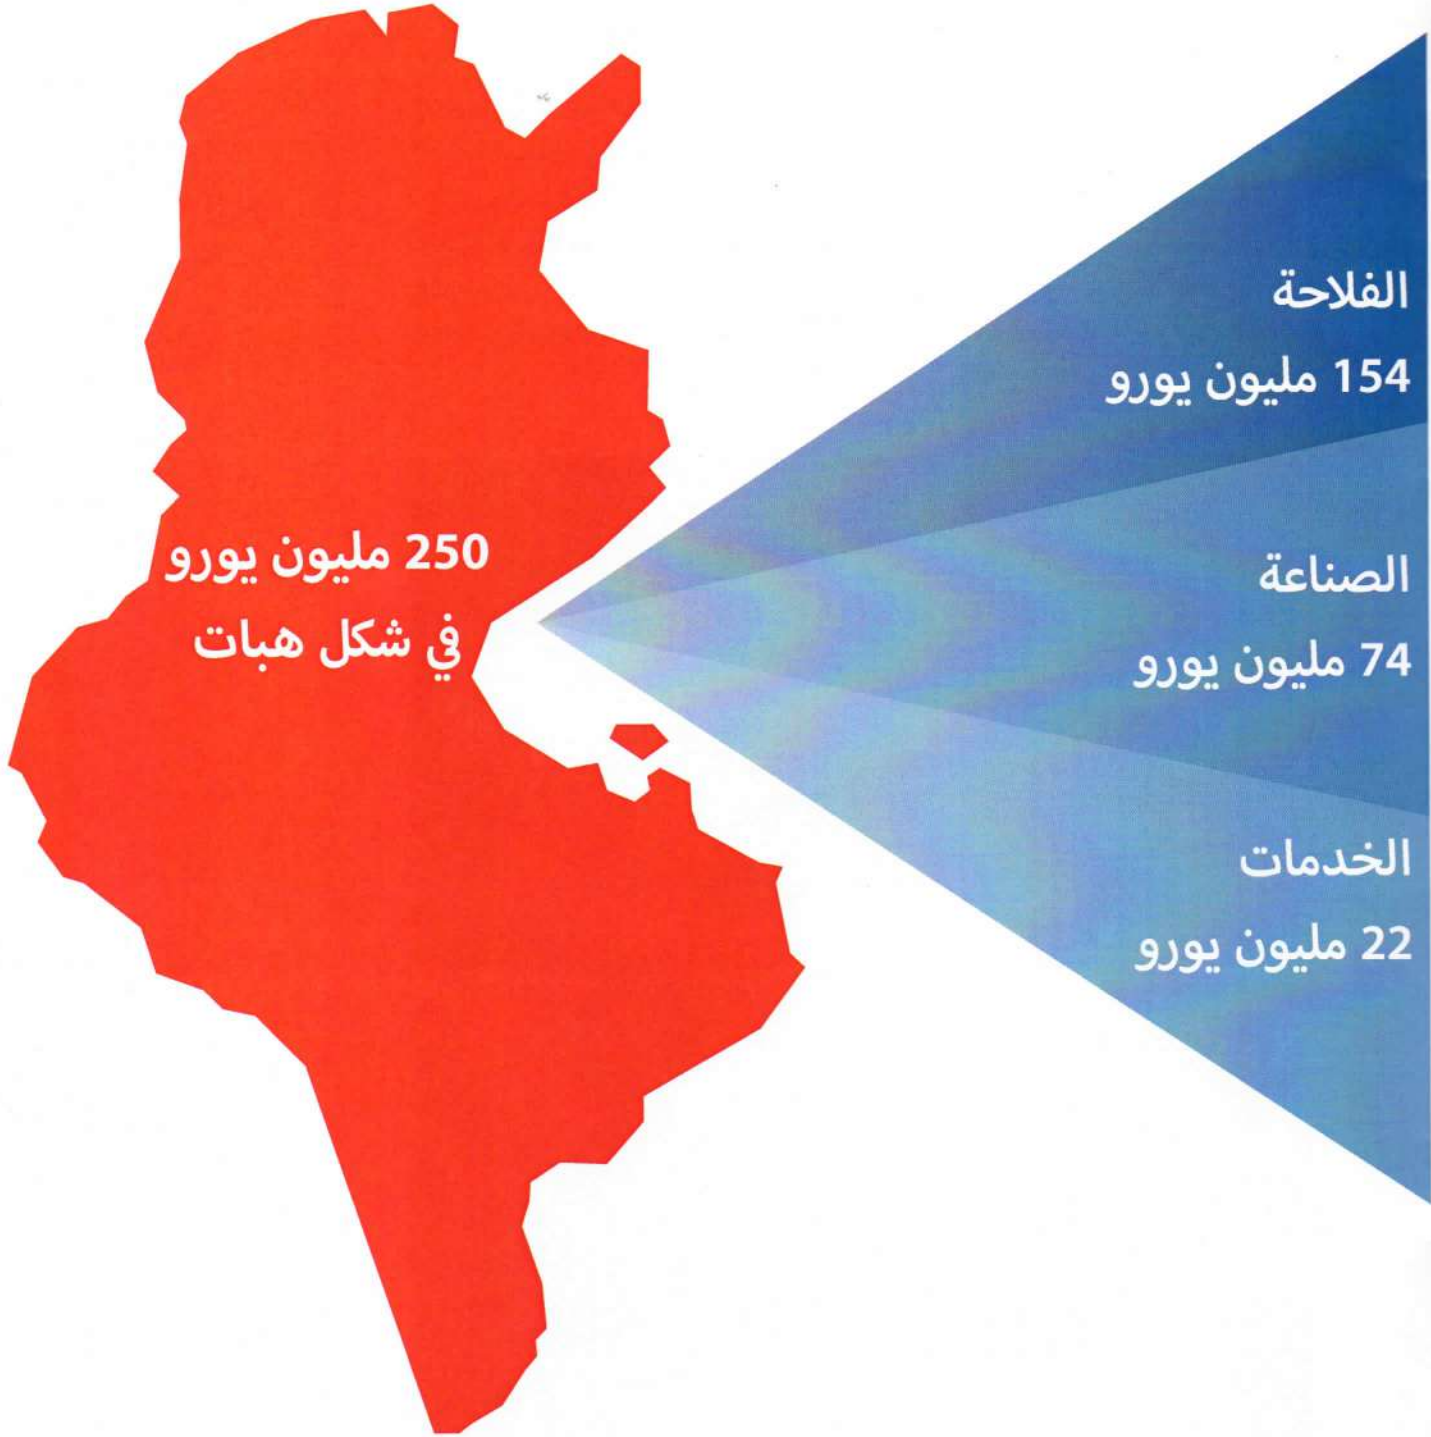 250 مليون يورو
في شكل هبات
الفلاحة
154 مليون يورو
الصناعة
74 مليون يورو
الخدمات
22 مليون يورو